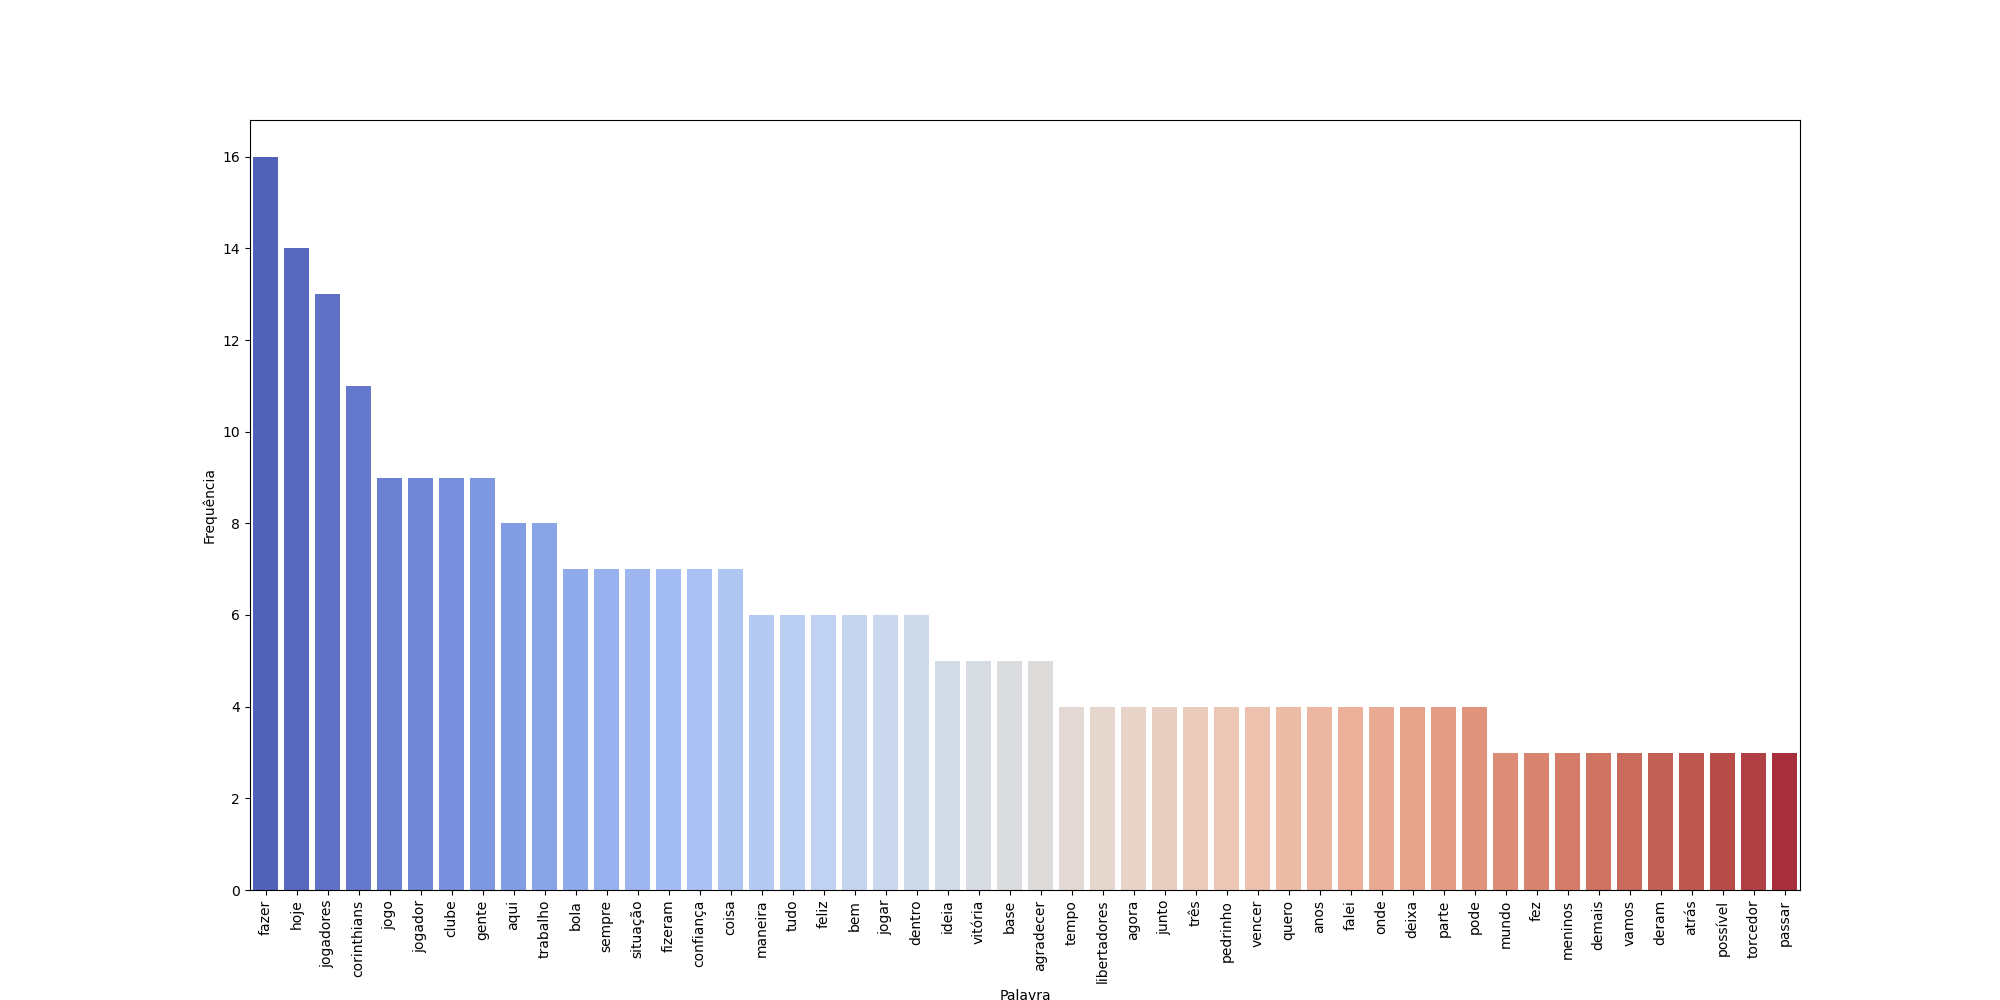 Frequência
16
14
12
10
8
6
4
2
0
fazer
hoje
jogadores
corinthians
jogo
jogador
clube
gente
aqui
trabalho
bola
sempre
situação
fizeram
confiança
coisa
maneira
tudo
feliz
bem
jogar
dentro
ideia
vitória
base
agradecer
tempo
libertadores
agora
junto
três
pedrinho
vencer
quero
anos
falei
onde
deixa
parte
pode
mundo
fez
meninos
demais
vamos
deram
atrás
possível
torcedor
passar
Palavra